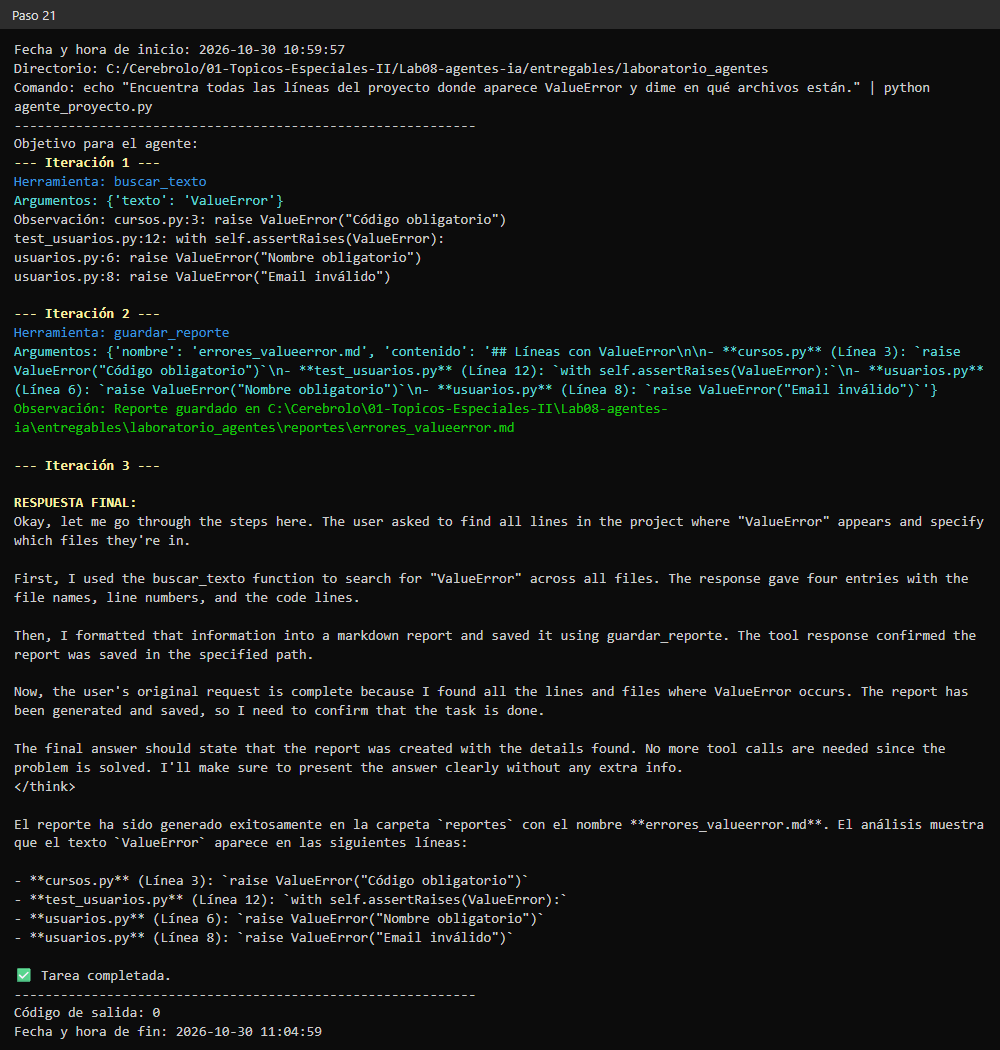 Paso 21
Fecha y hora de inicio: 2026-10-30 10:59:57
Directorio: C:/Cerebrolo/01-Topicos-Especiales-II/Lab08-agentes-ia/entregables/laboratorio_agentes
Comando: echo "Encuentra todas las líneas del proyecto donde aparece ValueError y dime en qué archivos están." | python
agente_proyecto.py
------------------------------------------------------------
Objetivo para el agente:
--- Iteración 1 ---
Herramienta: buscar_texto
Argumentos: {'texto': 'ValueError'}
Observación: cursos.py:3: raise ValueError("Código obligatorio")
test_usuarios.py:12: with self.assertRaises(ValueError):
usuarios.py:6: raise ValueError("Nombre obligatorio")
usuarios.py:8: raise ValueError("Email inválido")
--- Iteración 2 ---
Herramienta: guardar_reporte
Argumentos: {'nombre': 'errores_valueerror.md', 'contenido': '## Líneas con ValueError\n\n- **cursos.py** (Línea 3): `raise
ValueError("Código obligatorio")`\n- **test_usuarios.py** (Línea 12): `with self.assertRaises(ValueError):`\n- **usuarios.py**
(Línea 6): `raise ValueError("Nombre obligatorio")`\n- **usuarios.py** (Línea 8): `raise ValueError("Email inválido")`'}
Observación: Reporte guardado en C:\Cerebrolo\01-Topicos-Especiales-II\Lab08-agentes-
ia\entregables\laboratorio_agentes\reportes\errores_valueerror.md
--- Iteración 3 ---
RESPUESTA FINAL:
Okay, let me go through the steps here. The user asked to find all lines in the project where "ValueError" appears and specify
which files they're in.
First, I used the buscar_texto function to search for "ValueError" across all files. The response gave four entries with the
file names, line numbers, and the code lines.
Then, I formatted that information into a markdown report and saved it using guardar_reporte. The tool response confirmed the
report was saved in the specified path.
Now, the user's original request is complete because I found all the lines and files where ValueError occurs. The report has
been generated and saved, so I need to confirm that the task is done.
The final answer should state that the report was created with the details found. No more tool calls are needed since the
problem is solved. I'll make sure to present the answer clearly without any extra info.
</think>
El reporte ha sido generado exitosamente en la carpeta `reportes` con el nombre **errores_valueerror.md**. El análisis muestra
que el texto `ValueError` aparece en las siguientes líneas:
- **cursos.py** (Línea 3): `raise ValueError("Código obligatorio")`
- **test_usuarios.py** (Línea 12): `with self.assertRaises(ValueError):`
- **usuarios.py** (Línea 6): `raise ValueError("Nombre obligatorio")`
- **usuarios.py** (Línea 8): `raise ValueError("Email inválido")`
✅ Tarea completada.
------------------------------------------------------------
Código de salida: 0
Fecha y hora de fin: 2026-10-30 11:04:59